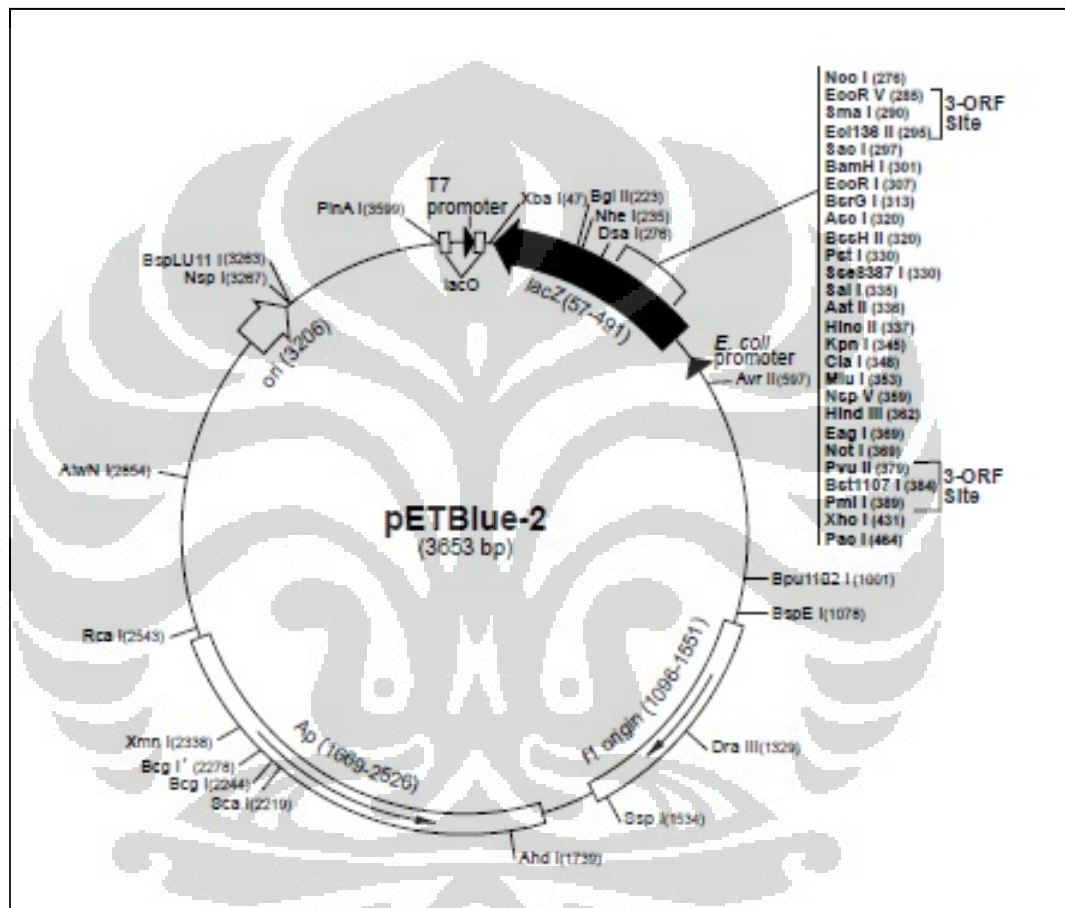 Nco I (276)
EcoR V (285)
Sma I (290)
Ecl136 II (295)
3-ORF
Site
Sac I (297)
BamH I (301)
EcoR I (307)
BsrG I (313)
Asc I (320)
BssH II (320)
Pst I (330)
Sse8387 I (330)
Sal I (335)
Aat II (336)
Hinc II (337)
Kpn I (345)
Cla I (348)
Mlu I (353)
Nsp V (359)
Hind III (362)
Eag I (369)
Not I (369)
Pvu II (379)
Bst1107 I (384)
Pml I (389)
3-ORF
Site
Xho I (431)
Pac I (464)
T7
promoter
PinA I (3599)
Xba I (47)
Bgl II (223)
Nhe I (235)
Dsa I (276)
BspLU11 I (3263)
Nsp I (3267)
lacO
lacZ (57-491)
ori (3206)
E. coli
promoter
Avr II (597)
AlwN I (2854)
pETBlue-2
(3653 bp)
Bpu1102 I (1001)
BspE I (1078)
Rca I (2543)
f1 origin (1096-1551)
Ap (1669-2526)
Dra III (1329)
Xmn I (2338)
Bcg I' (2278)
Bcg I (2244)
Sca I (2219)
Ssp I (1534)
Ahd I (1739)